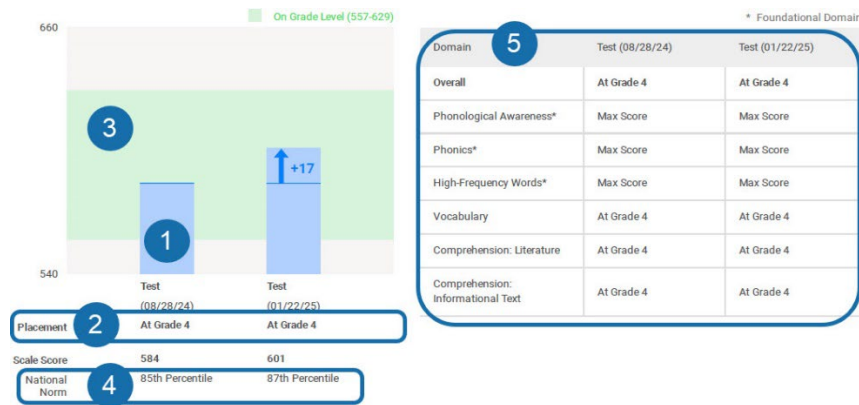 On Grade Level (557-629)
660
3
+17
1
540
Test
(08/28/24)
Test
(01/22/25)
Placement 2 At Grade 4 At Grade 4
Scale Score 584 601
National
Norm
4 85th Percentile 87th Percentile
* Foundational Domain
Domain 5 Test (08/28/24) Test (01/22/25)
Overall At Grade 4 At Grade 4
Phonological Awareness* Max Score Max Score
Phonics* Max Score Max Score
High-Frequency Words* Max Score Max Score
Vocabulary At Grade 4 At Grade 4
Comprehension: Literature At Grade 4 At Grade 4
Comprehension:
Informational Text At Grade 4 At Grade 4